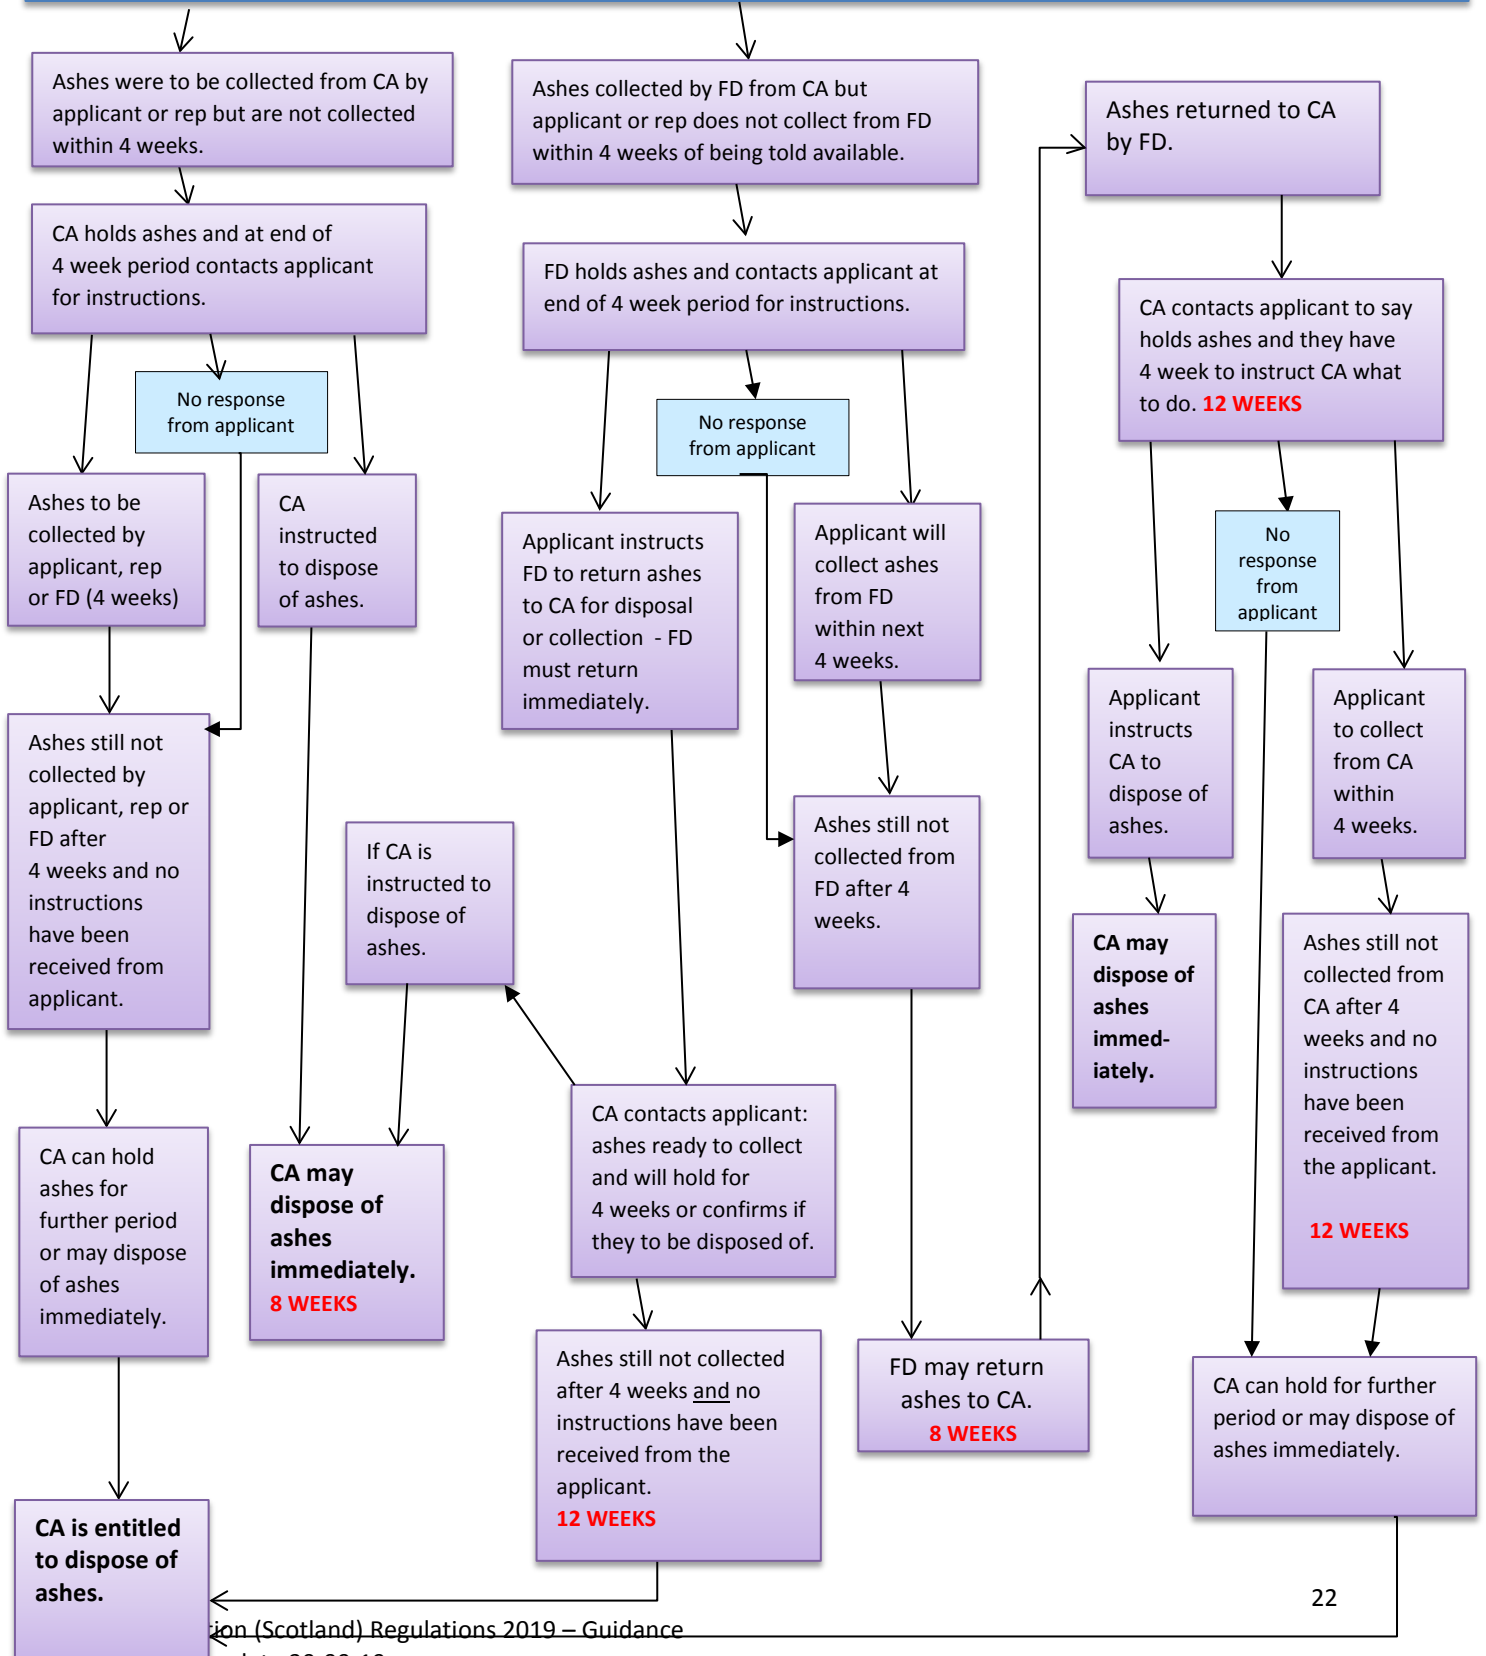 Ashes were to be collected from CA by
applicant or rep but are not collected
within 4 weeks.
Ashes collected by FD from CA but
applicant or rep does not collect from FD
within 4 weeks of being told available.
Ashes returned to CA
by FD.
CA holds ashes and at end of
4 week period contacts applicant
for instructions.
FD holds ashes and contacts applicant at
end of 4 week period for instructions.
CA contacts applicant to say
holds ashes and they have
4 week to instruct CA what
to do. 12 WEEKS
No response
from applicant
No response
from applicant
No
response
from
applicant
Ashes to be
collected by
applicant, rep
or FD (4 weeks)
CA
instructed
to dispose
of ashes.
Applicant instructs
FD to return ashes
to CA for disposal
or collection - FD
must return
immediately.
Applicant will
collect ashes
from FD
within next
4 weeks.
Applicant
instructs
CA to
dispose of
ashes.
Applicant
to collect
from CA
within
4 weeks.
Ashes still not
collected by
applicant, rep or
FD after
4 weeks and no
instructions
have been
received from
applicant.
If CA is
instructed to
dispose of
ashes.
Ashes still not
collected from
FD after 4
weeks.
CA may
dispose of
ashes
immed-
iately.
Ashes still not
collected from
CA after 4
weeks and no
instructions
have been
received from
the applicant.
12 WEEKS
CA can hold
ashes for
further period
or may dispose
of ashes
immediately.
CA may
dispose of
ashes
immediately.
8 WEEKS
CA contacts applicant:
ashes ready to collect
and will hold for
4 weeks or confirms if
they to be disposed of.
Ashes still not collected
after 4 weeks and no
instructions have been
received from the
applicant.
12 WEEKS
FD may return
ashes to CA.
8 WEEKS
CA can hold for further
period or may dispose of
ashes immediately.
CA is entitled
to dispose of
ashes.
22
(Scotland) Regulations 2019 – Guidance